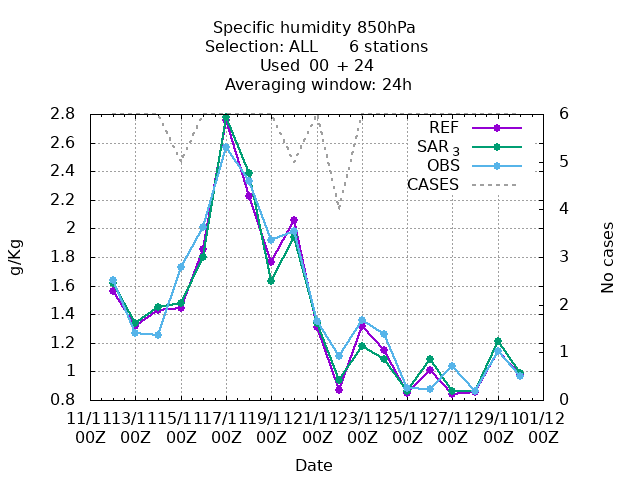 Specific humidity 850hPa
Selection: ALL 6 stations
Used 00 + 24
Averaging window: 24h
2.8
2.6
2.4
2.2
2
1.8
1.6
1.4
1.2
1
0.8
g/Kg
REF
SAR 3
OBS
CASES
6
5
4
3
2
1
0
No cases
11/11 13/11 15/11 17/11 19/11 21/11 23/11 25/11 27/11 29/11 01/12
00Z 00Z 00Z 00Z 00Z 00Z 00Z 00Z 00Z 00Z 00Z
Date